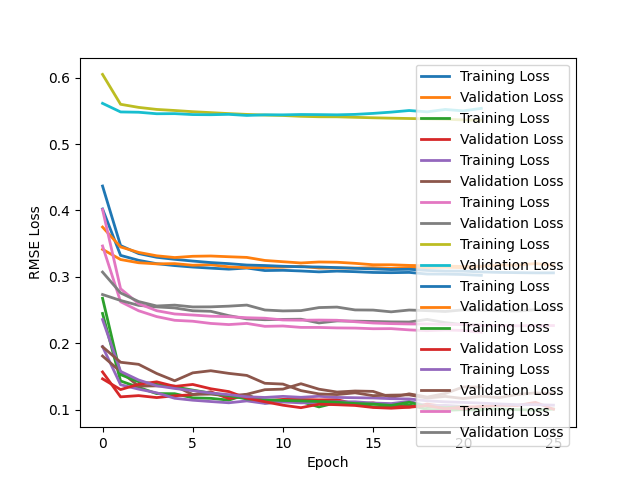 0.6
0.5
0.4
0.3
0.2
0.1
RMSE Loss
0
5
10
15
20
25
Epoch
Training Loss
Validation Loss
Training Loss
Validation Loss
Training Loss
Validation Loss
Training Loss
Validation Loss
Training Loss
Validation Loss
Training Loss
Validation Loss
Training Loss
Validation Loss
Training Loss
Validation Loss
Training Loss
Validation Loss